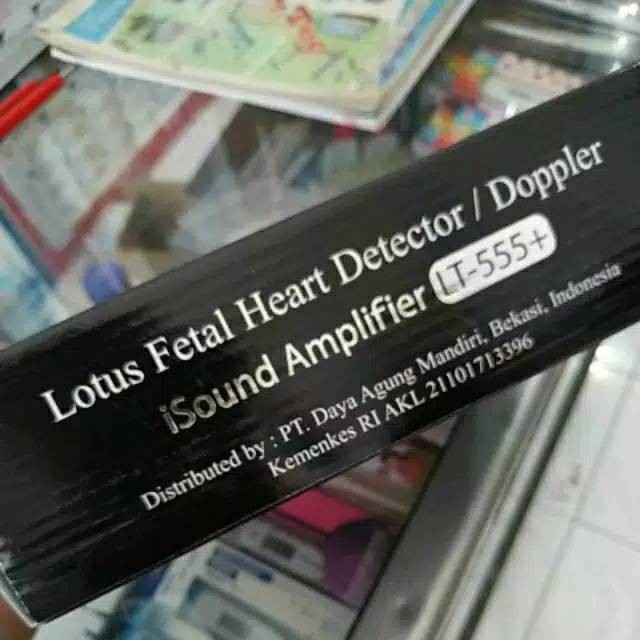 Lotus Fetal Heart Detector / Doppler
iSound Amplifier LT-555+
Distributed by : PT. Daya Agung Mandiri, Bekasi, Indonesia
Kemenkes RI AKL 21101713396